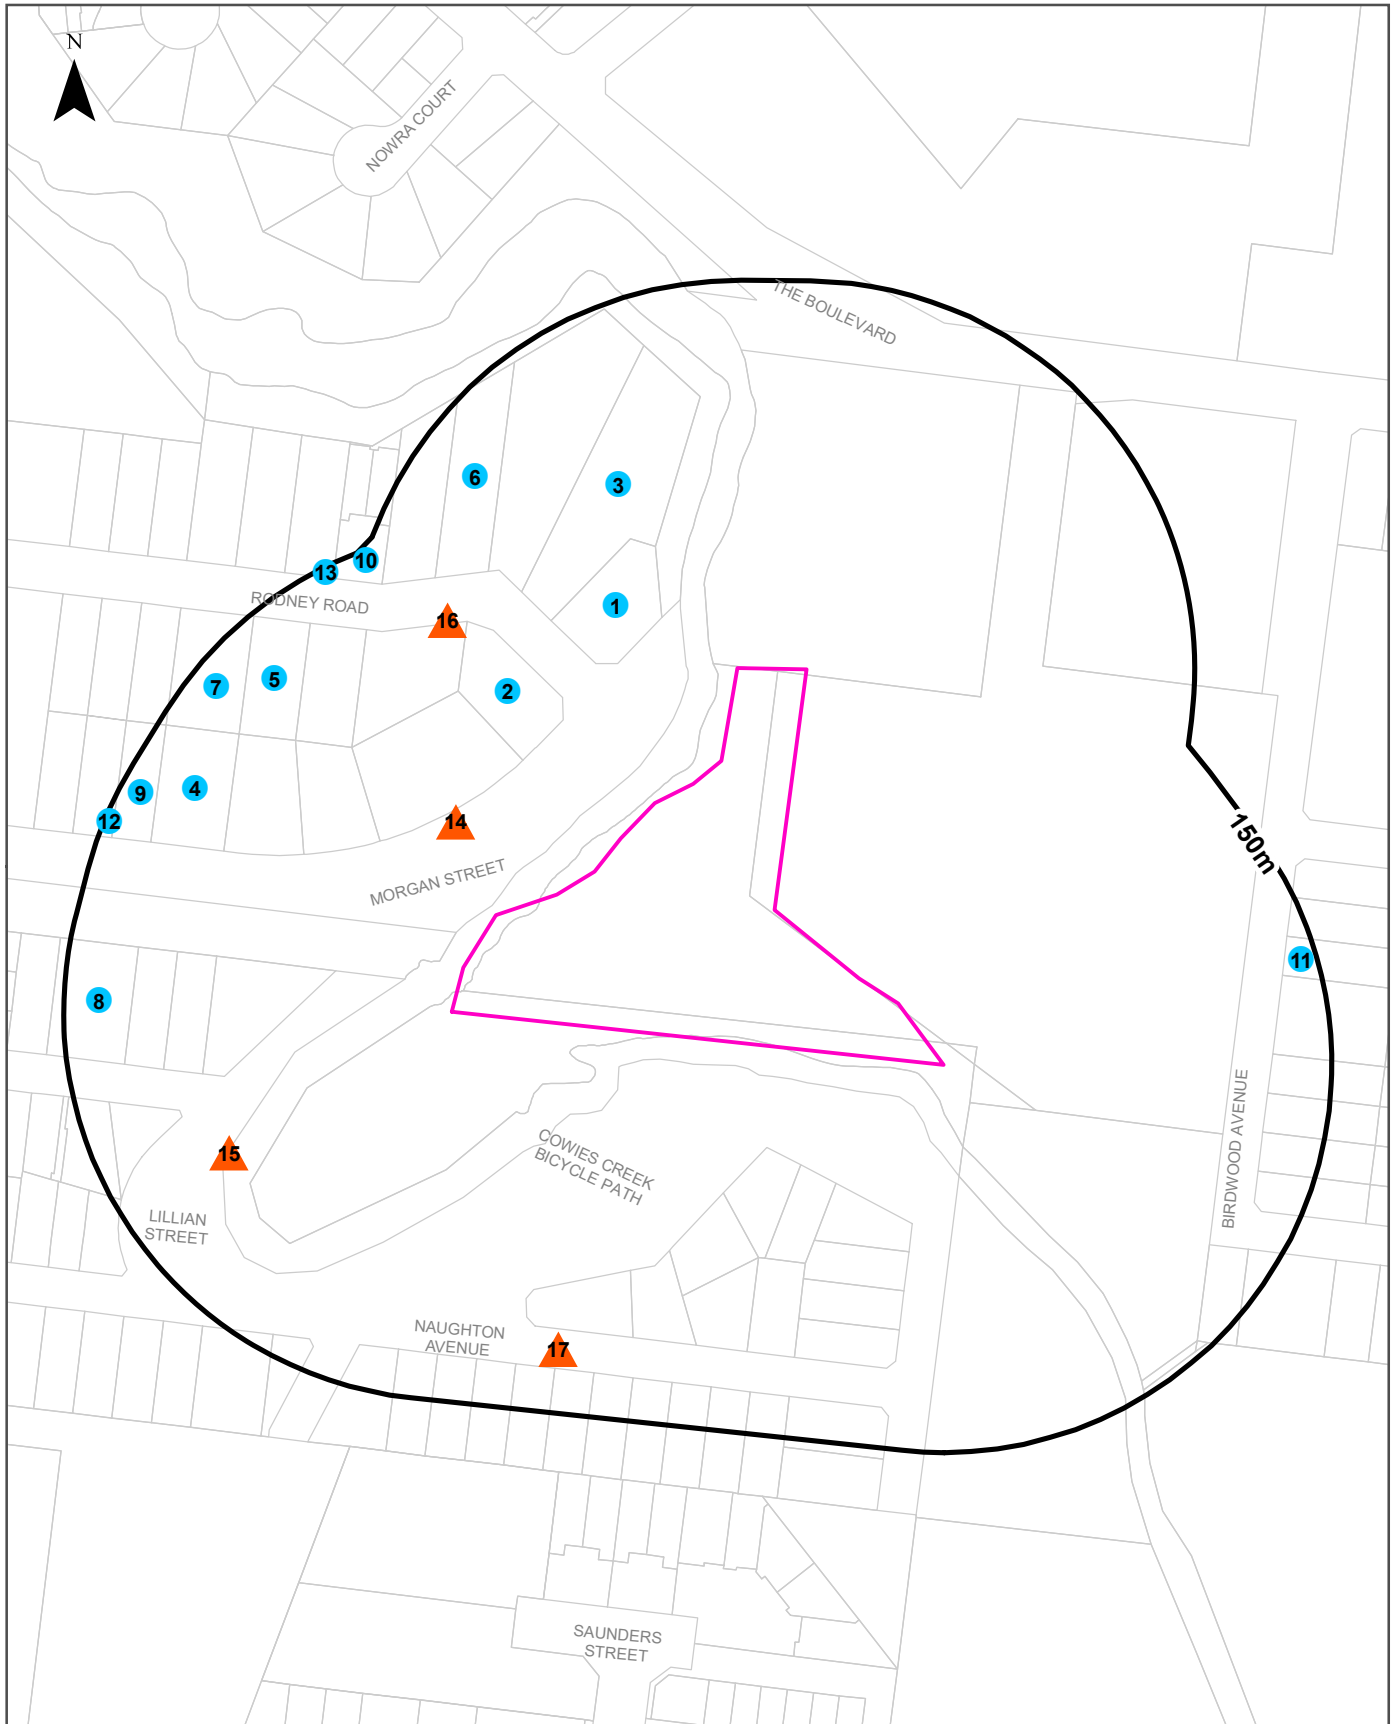 N
NOWRA COURT
THE BOULEVARD
6
3
10
13
RODNEY ROAD
1
16
5
7
2
9
4
12
14
150m
MORGAN STREET
11
8
BIRDWOOD AVENUE
15
COWIES CREEK
BICYCLE PATH
LILLIAN
STREET
NAUGHTON
AVENUE
17
SAUNDERS
STREET